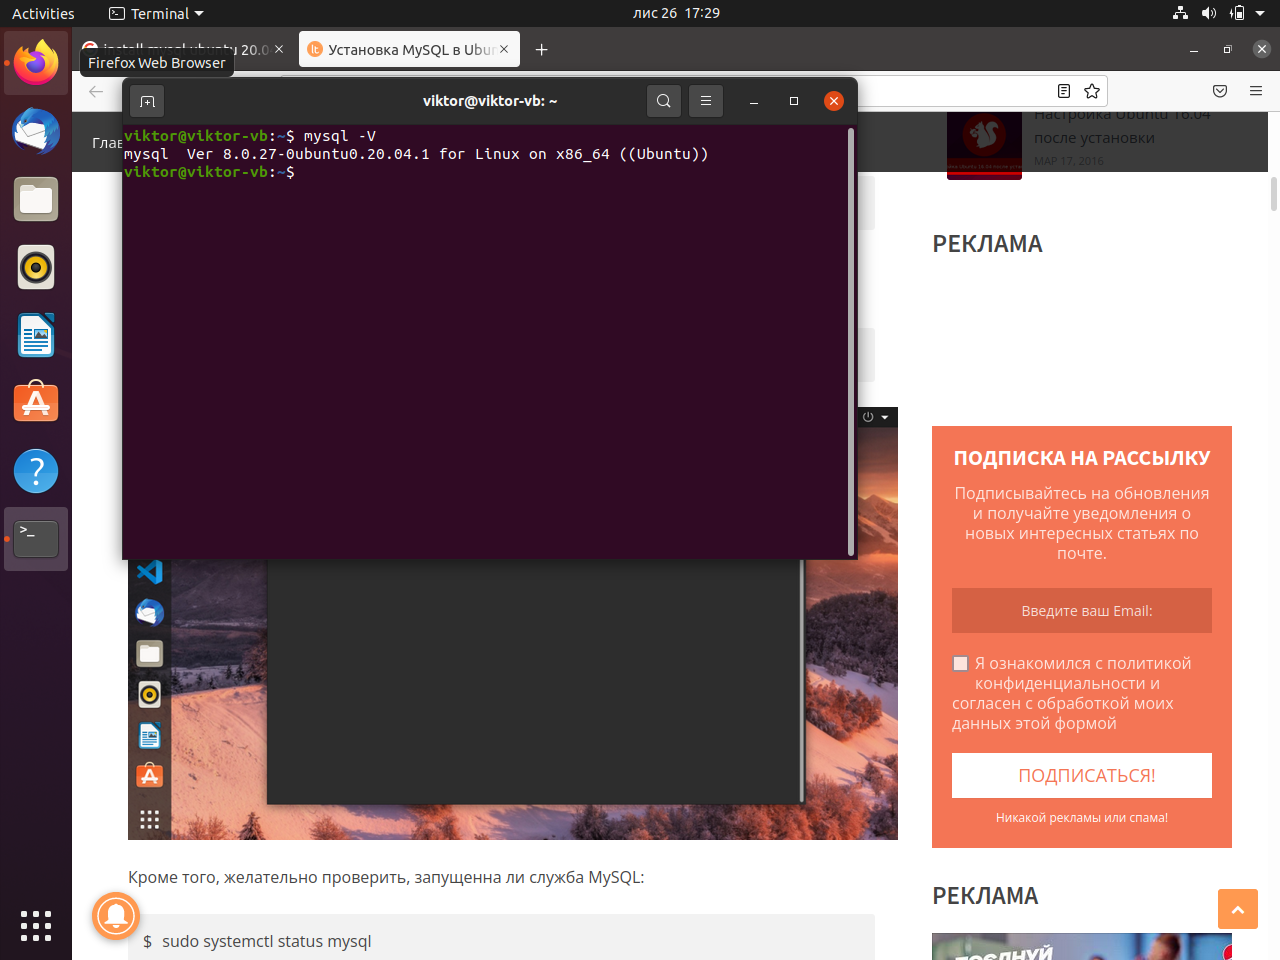 Activities
Terminal
лис 26 17:29
install mysql ubuntu 20.0
Установка MySQL в Ubun
Firefox Web Browser
viktor@viktor-vb: ~
viktor@viktor-vb:~$ mysql -V
mysql  Ver 8.0.27-0ubuntu0.20.04.1 for Linux on x86_64 ((Ubuntu))
viktor@viktor-vb:~$
Глав
Настройка Ubuntu 16.04
после установки
МАР 17, 2016
РЕКЛАМА
ПОДПИСКА НА РАССЫЛКУ
Подписывайтесь на обновления
и получайте уведомления о
новых интересных статьях по
почте.
Введите ваш Email:
Я ознакомился с политикой
конфиденциальности и
согласен с обработкой моих
данных этой формой
ПОДПИСАТЬСЯ!
Никакой рекламы или спама!
Кроме того, желательно проверить, запущенна ли служба MySQL:
$ sudo systemctl status mysql
РЕКЛАМА